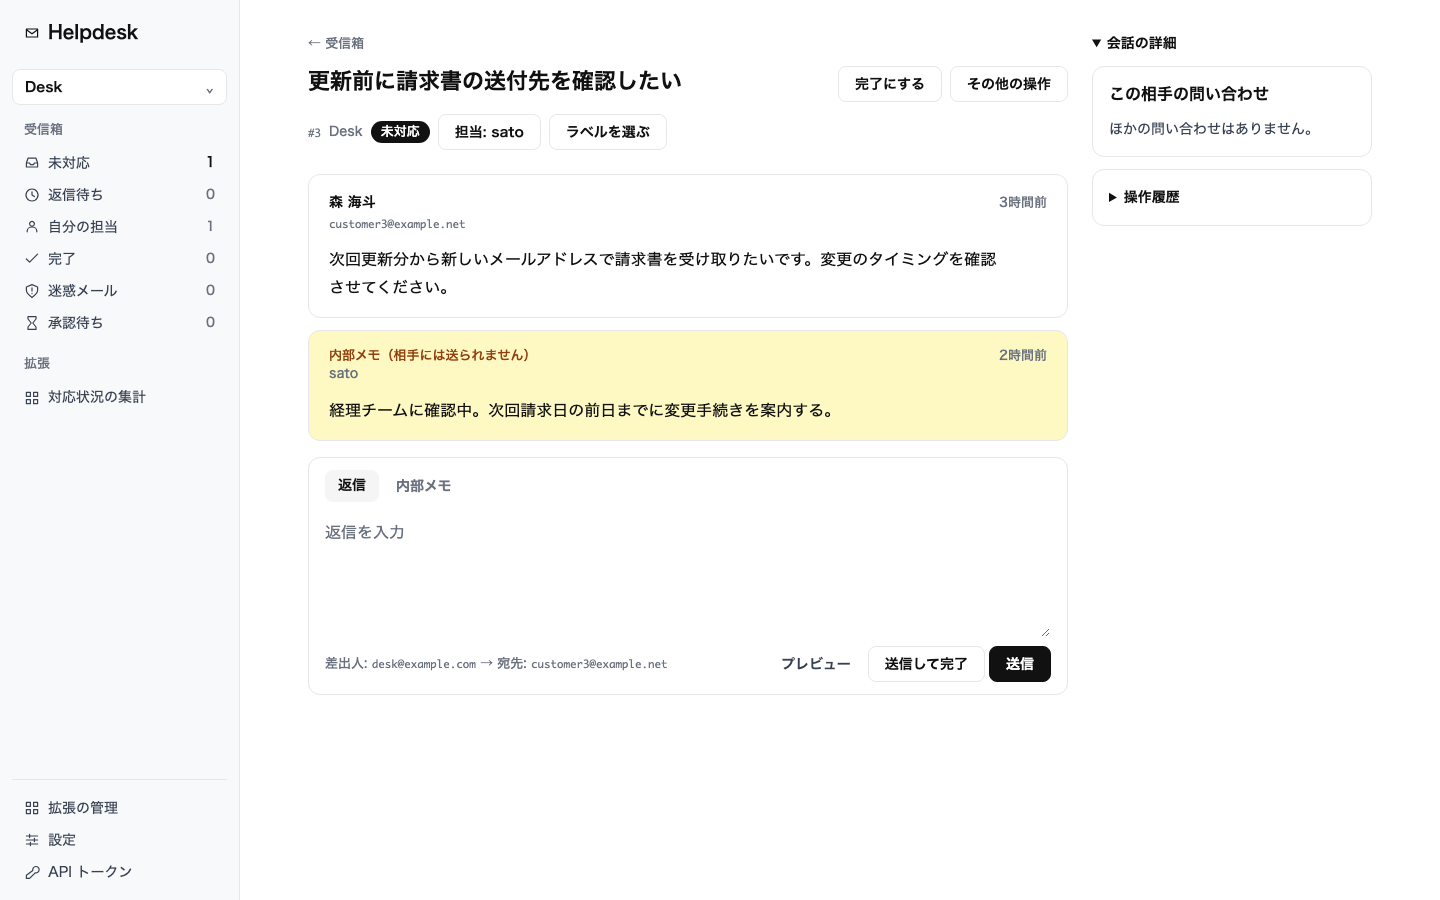 Helpdesk
Desk
受信箱
未対応 1
返信待ち 0
自分の担当 1
完了 0
迷惑メール 0
承認待ち 0
拡張
対応状況の集計
拡張の管理
設定
API トークン
← 受信箱
更新前に請求書の送付先を確認したい
完了にする
その他の操作
#3 Desk 未対応 担当: sato ラベルを選ぶ
森 海斗 3時間前
customer3@example.net
次回更新分から新しいメールアドレスで請求書を受け取りたいです。変更のタイミングを確認
させてください。
内部メモ（相手には送られません） 2時間前
sato
経理チームに確認中。次回請求日の前日までに変更手続きを案内する。
返信 内部メモ
返信を入力
差出人: desk@example.com → 宛先: customer3@example.net
プレビュー 送信して完了 送信
▼ 会話の詳細
この相手の問い合わせ
ほかの問い合わせはありません。
▶ 操作履歴